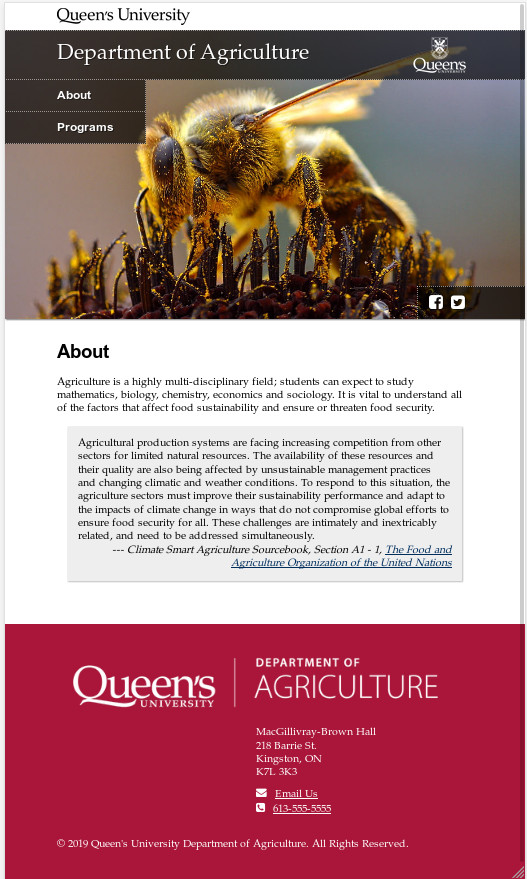 Queen's University
Department of Agriculture
Queen's
UNIVERSITY
About
Programs
About
Agriculture is a highly multi-disciplinary field; students can expect to study
mathematics, biology, chemistry, economics and sociology. It is vital to understand all
of the factors that affect food sustainability and ensure or threaten food security.
Agricultural production systems are facing increasing competition from other
sectors for limited natural resources. The availability of these resources and
their quality are also being affected by unsustainable management practices
and changing climatic and weather conditions. To respond to this situation, the
agriculture sectors must improve their sustainability performance and adapt to
the impacts of climate change in ways that do not compromise global efforts to
ensure food security for all. These challenges are intimately and inextricably
related, and need to be addressed simultaneously.
--- Climate Smart Agriculture Sourcebook, Section A1 - 1, The Food and
Agriculture Organization of the United Nations
Queen's
UNIVERSITY
DEPARTMENT OF
AGRICULTURE
MacGillivray-Brown Hall
218 Barrie St.
Kingston, ON
K7L 3K3
Email Us
613-555-5555
© 2019 Queen's University Department of Agriculture. All Rights Reserved.